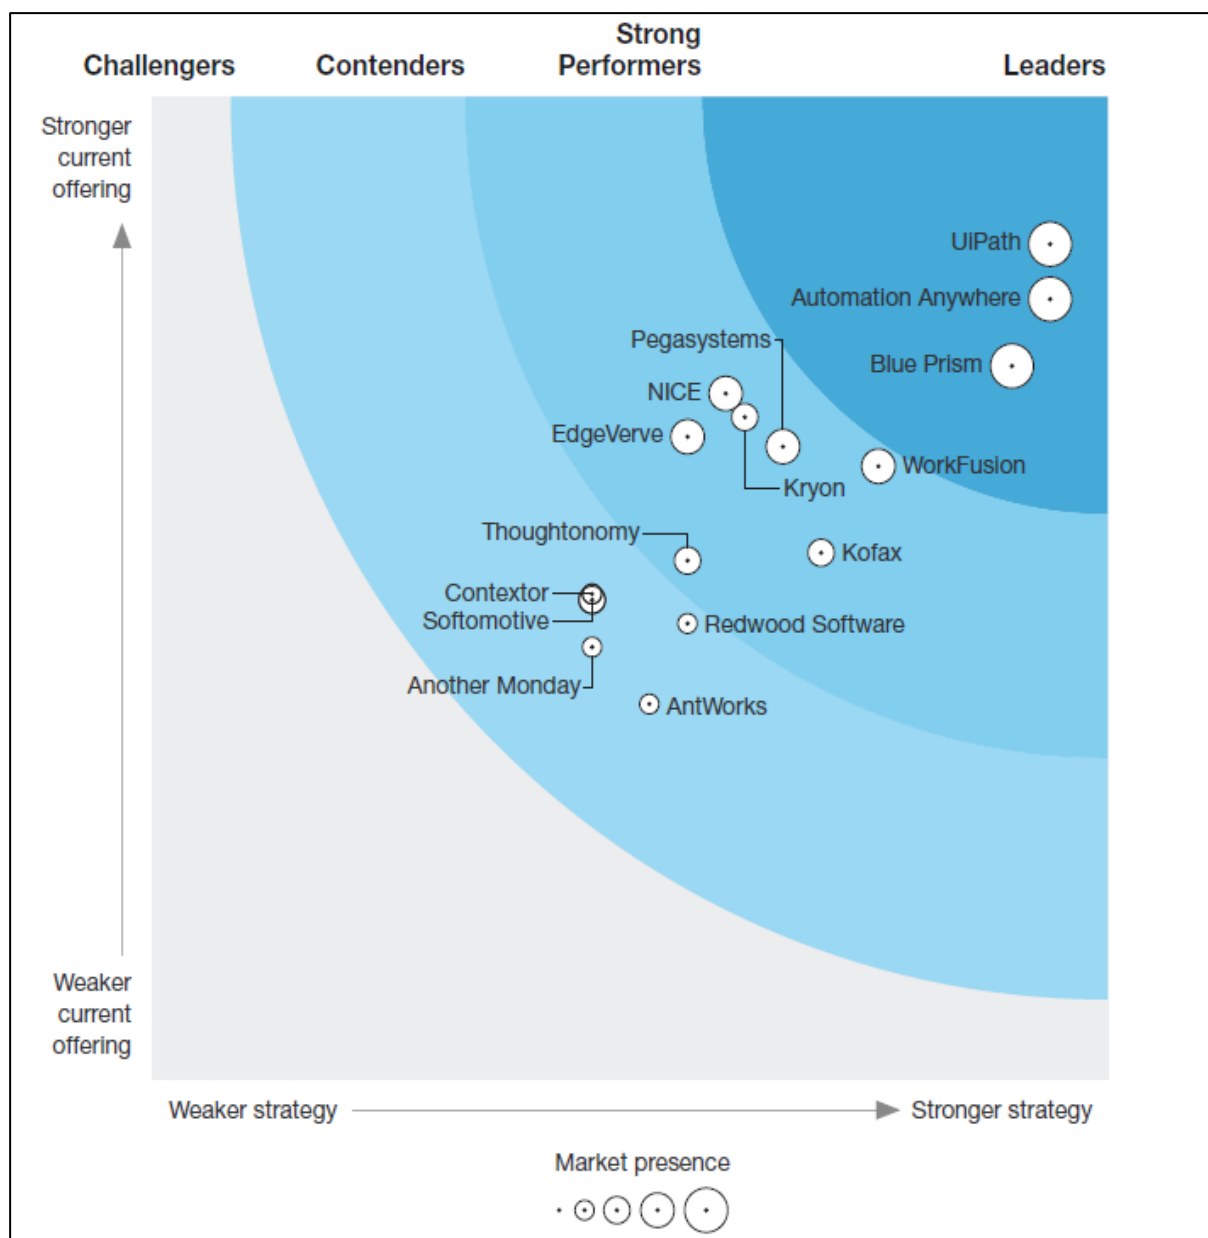 Challengers
Contenders
Strong
Performers
Leaders
Stronger
current
offering
UiPath
Automation Anywhere
Pegasystems
Blue Prism
NICE
EdgeVerve
WorkFusion
Kryon
Thoughtonomy
Kofax
Contextor
Softomotive
Redwood Software
Another Monday
AntWorks
Weaker
current
offering
Weaker strategy
Stronger strategy
Market presence